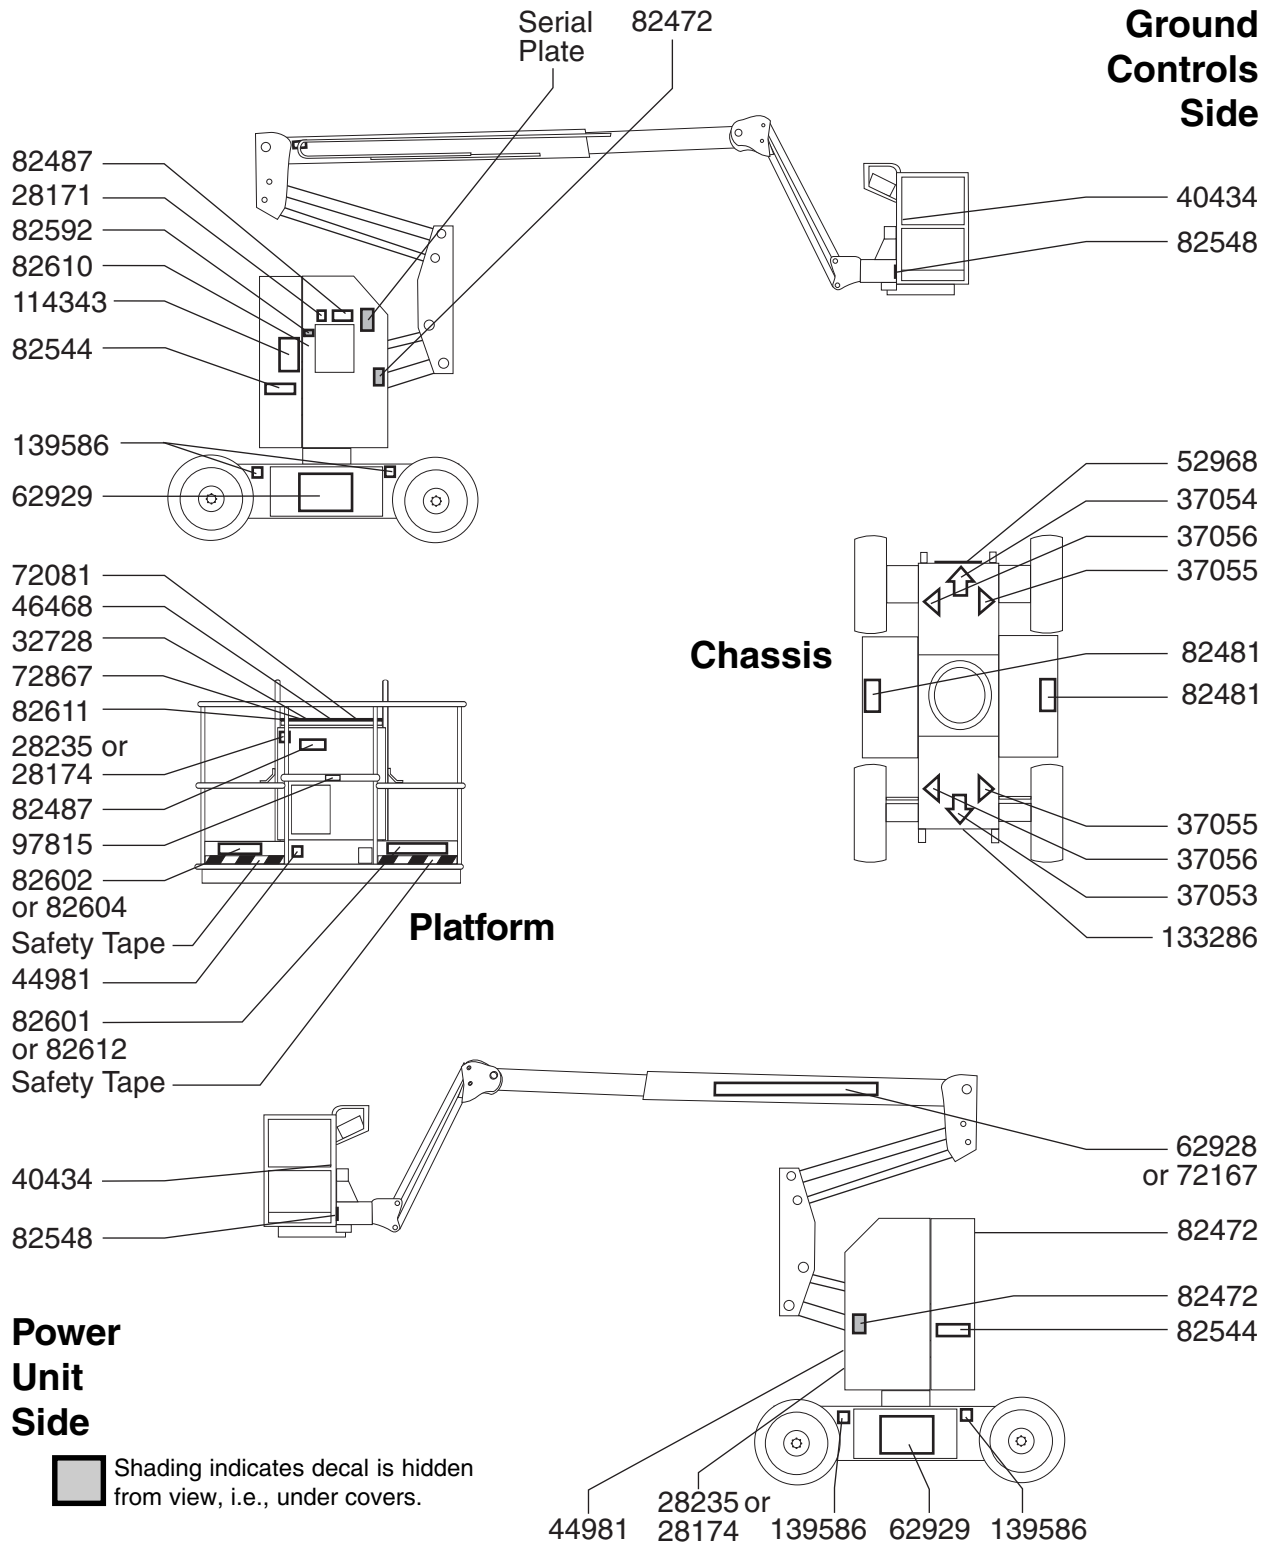 Serial
Plate
82472
Ground
Controls
Side
82487
28171
82592
82610
114343
82544
139586
62929
40434
82548
72081
46468
32728
72867
82611
28235 or
28174
82487
97815
82602
or 82604
Safety Tape
44981
82601
or 82612
Safety Tape
Platform
Chassis
52968
37054
37056
37055
82481
82481
37055
37056
37053
133286
40434
82548
62928
or 72167
82472
82472
82544
Power
Unit
Side
Shading indicates decal is hidden
from view, i.e., under covers.
44981
28235 or
28174
139586
62929
139586